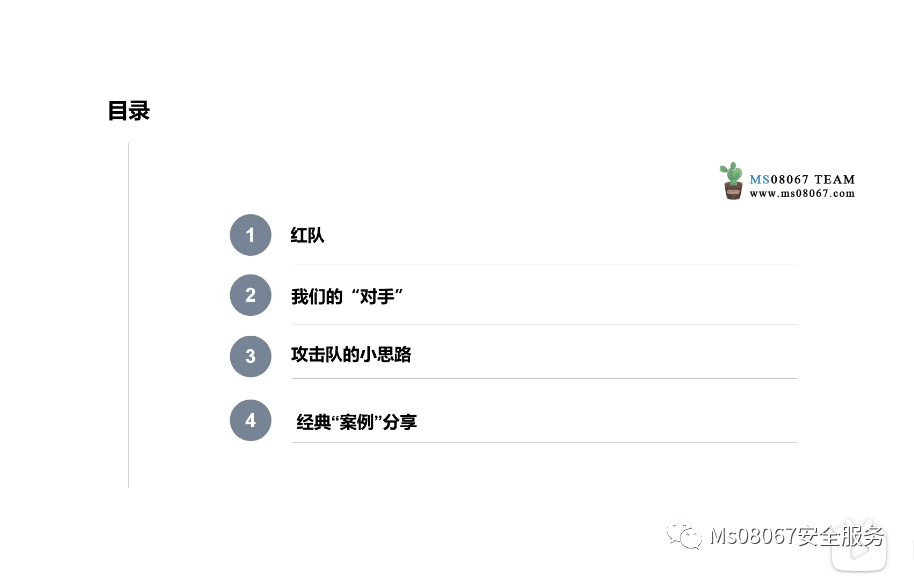 目录
MS08067 TEAM
www.ms08067.com
1 红队
2 我们的“对手”
3 攻击队的小思路
4 经典“案例”分享
Ms08067安全服务